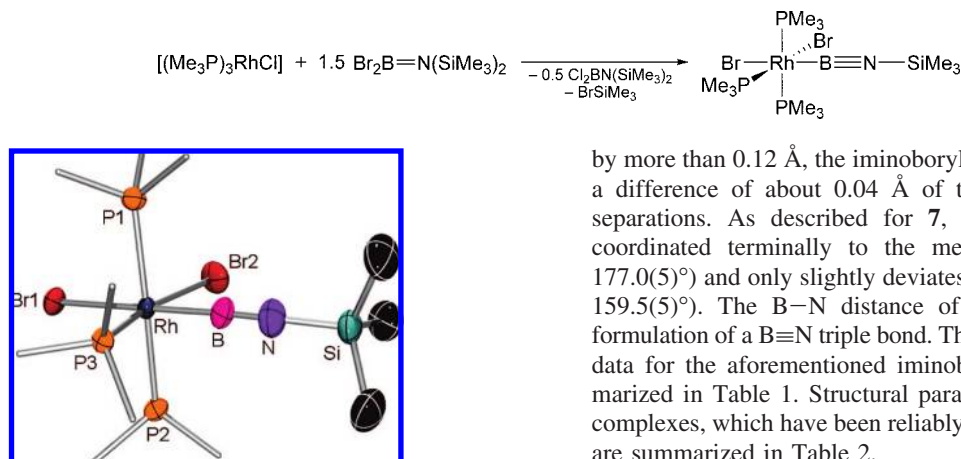 [(Me3P)3RhCl] + 1.5 Br2B=N(SiMe3)2
– 0.5 Cl2BN(SiMe3)2
– BrSiMe3
PMe3
Br
Br—Rh—B≡N—SiMe3
Me3P
PMe3
P1
Br2
Br1
Rh
B
N
Si
P3
P2
by more than 0.12 Å, the iminoboryl
a difference of about 0.04 Å of t
separations. As described for 7,
coordinated terminally to the me
177.0(5)°) and only slightly deviates
159.5(5)°). The B−N distance of
formulation of a B≡N triple bond. Th
data for the aforementioned iminob
marized in Table 1. Structural para
complexes, which have been reliably
are summarized in Table 2.